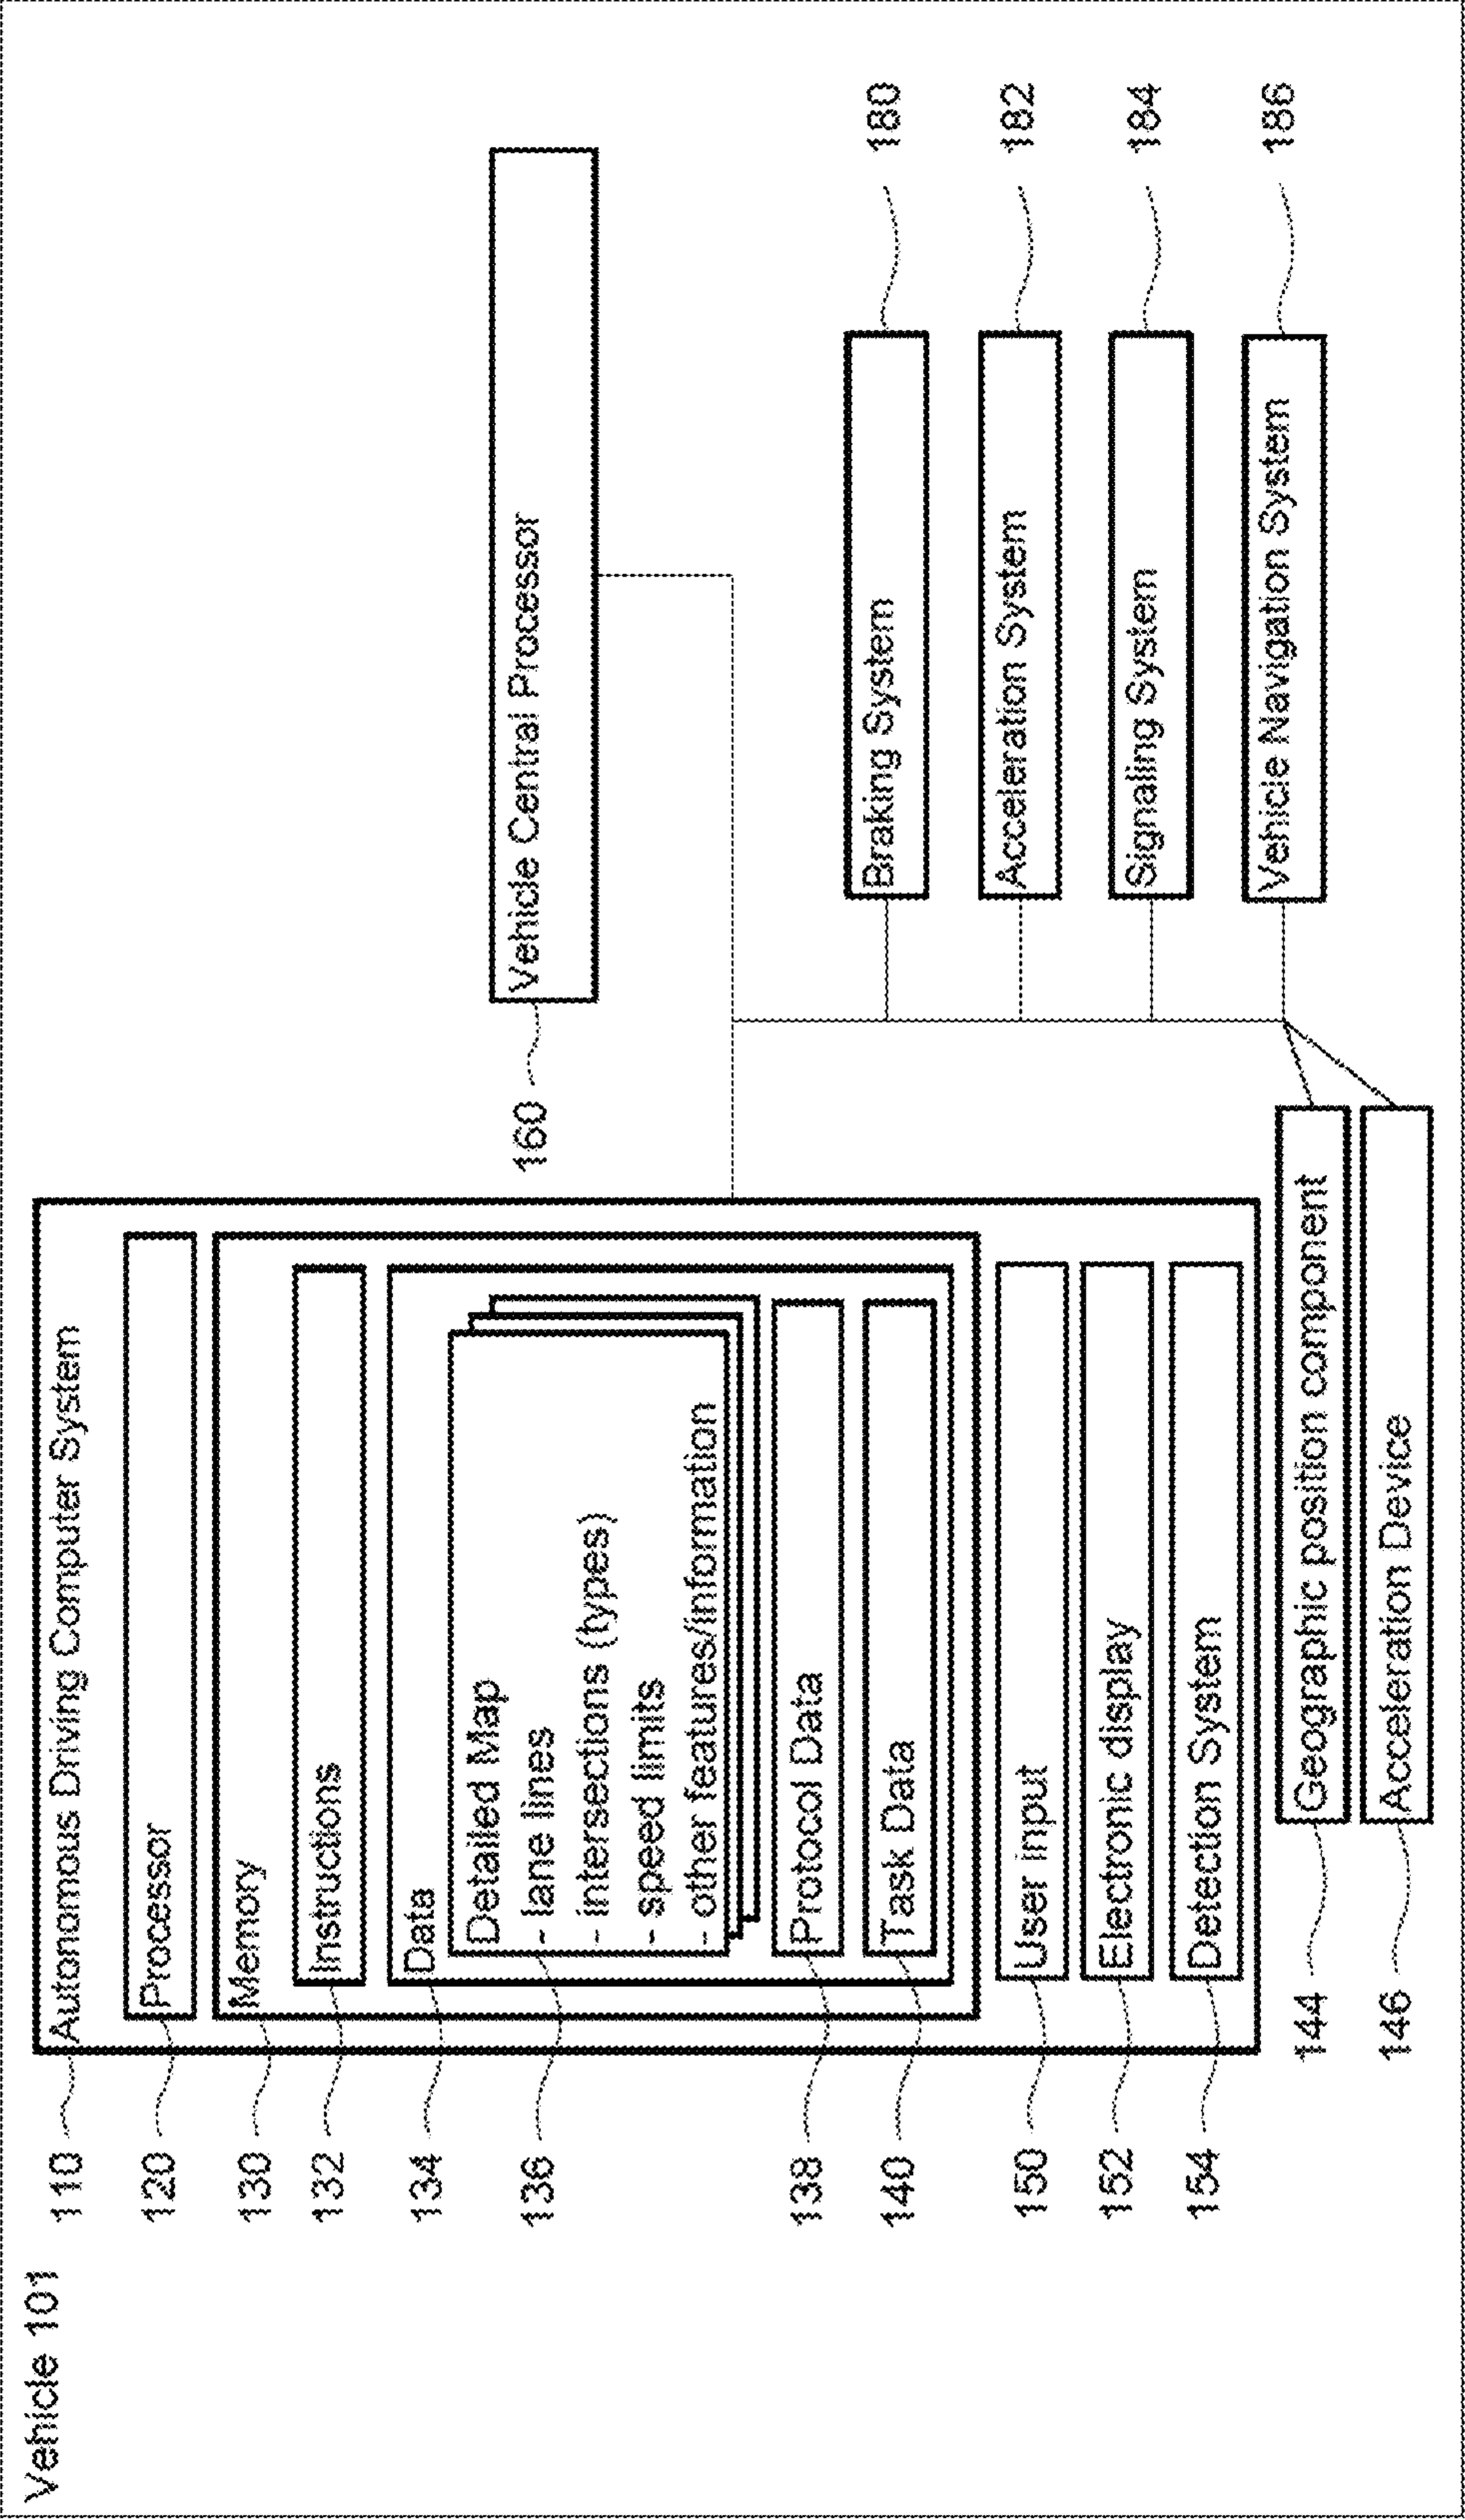 Vehicle 101
110
Autonomous Driving Computer System
120
Processor
130
Memory
132
Instructions
134
Data
136
Detailed Map
- lane lines
- intersections (types)
- speed limits
- other features/information
138
Protocol Data
140
Task Data
150
User input
152
Electronic display
154
Detection System
144
Geographic position component
146
Acceleration Device
160
Vehicle Central Processor
Braking System
180
Acceleration System
182
Signaling System
184
Vehicle Navigation System
186